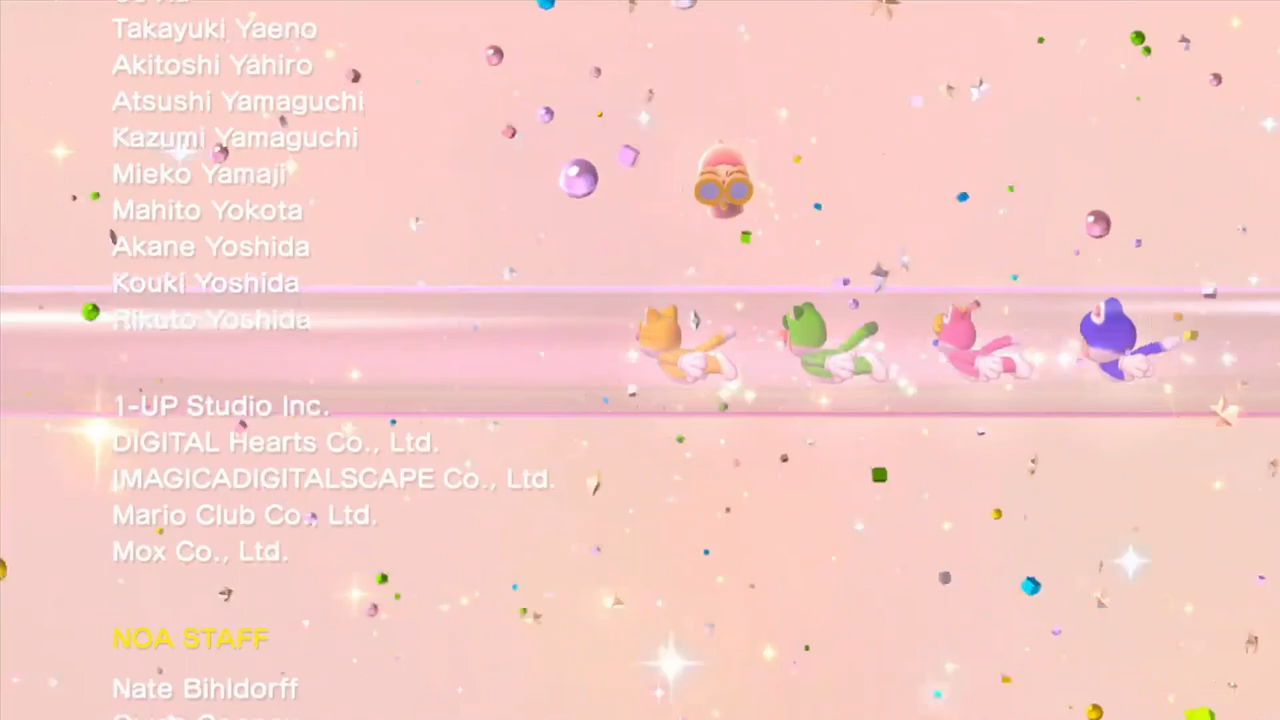 Takayuki Yaeno
Akitoshi Yahiro
Atsushi Yamaguchi
Kazumi Yamaguchi
Mieko Yamaji
Mahito Yokota
Akane Yoshida
Kouki Yoshida
Rikuto Yoshida
1-UP Studio Inc.
DIGITAL Hearts Co., Ltd.
IMAGICADIGITALSCAPE Co., Ltd.
Mario Club Co., Ltd.
Mox Co., Ltd.
NOA STAFF
Nate Bihldorff